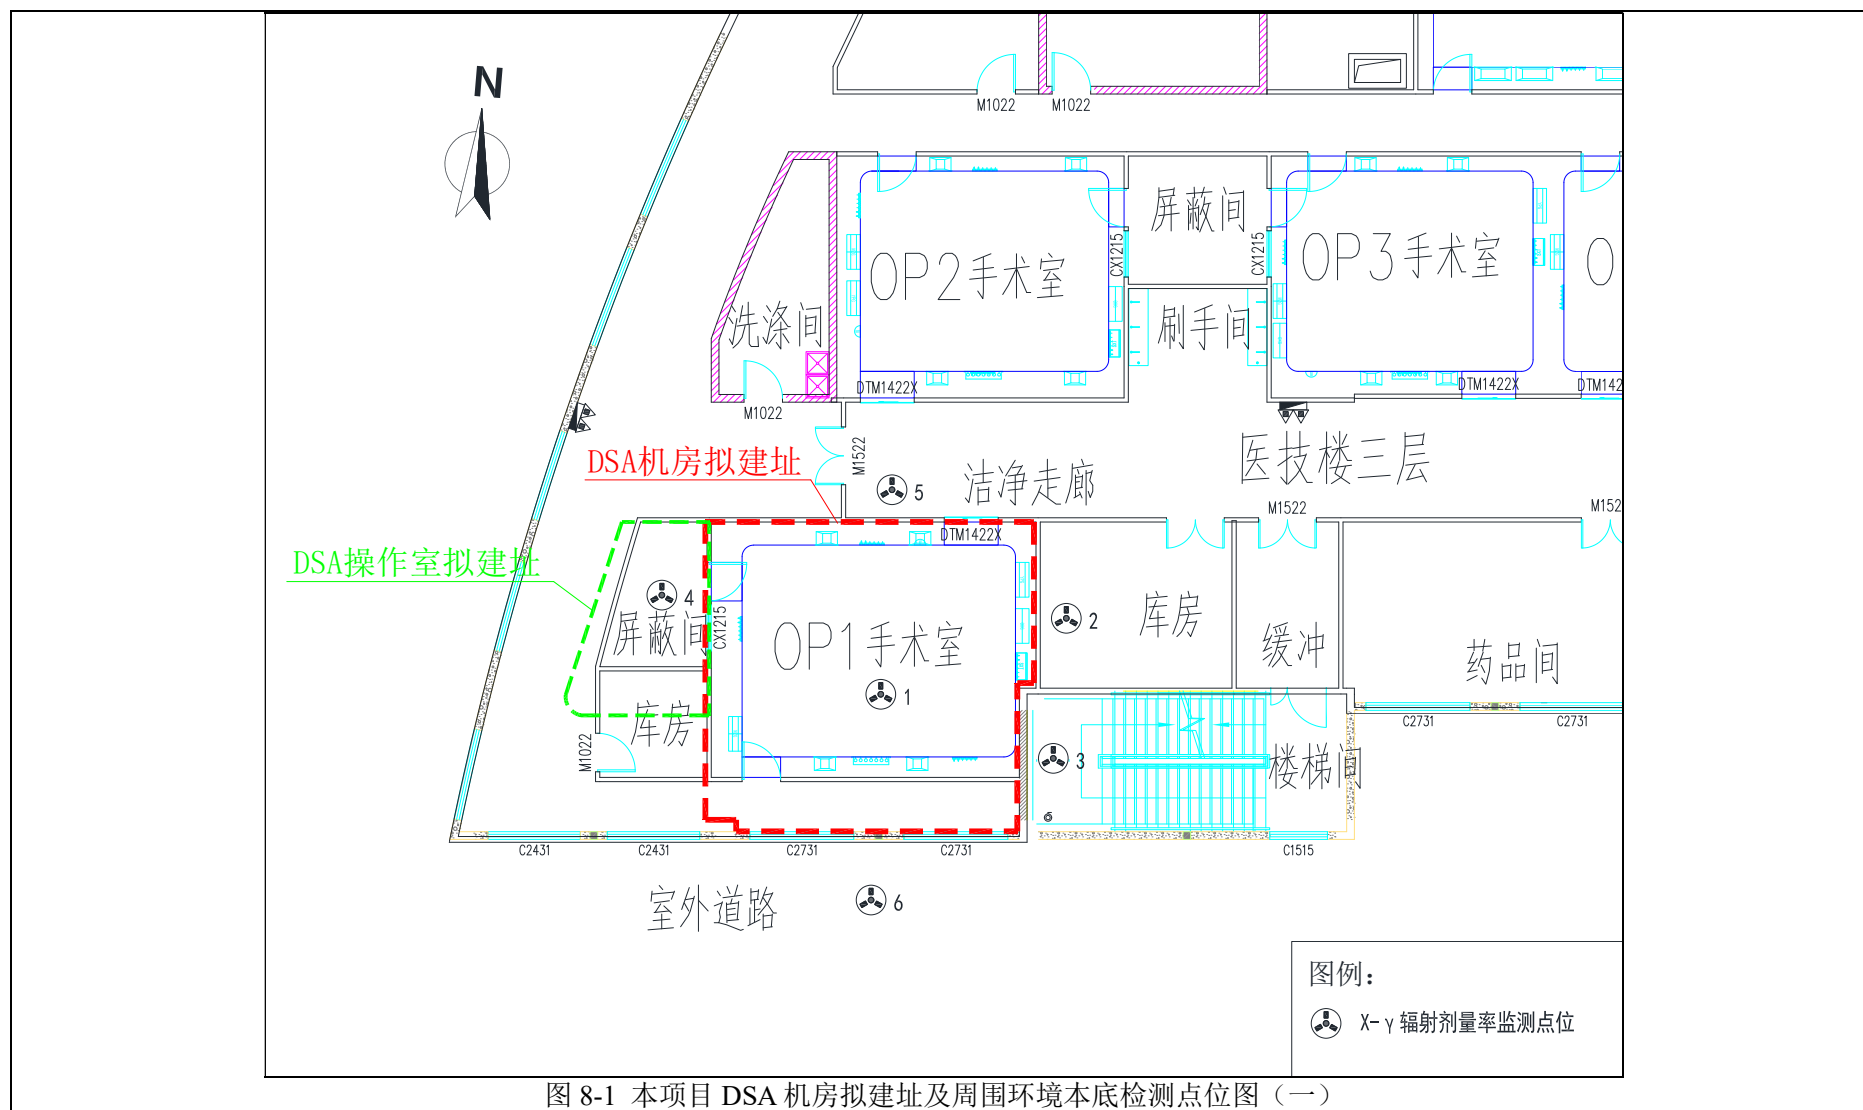 N
M1022
M1022
屏蔽间
OP2手术室
CX1215
CX1215
OP3手术室
O
洗涤间
刷手间
DTM1422X
DTM1422X
DTM142
M1022
DSA机房拟建址
M1522
5
洁净走廊
医技楼三层
M1522
M152
DTM1422X
DSA操作室拟建址
4
屏蔽间
CX1215
OP1手术室
1
2
库房
缓冲
药品间
库房
M1022
3
楼梯间
C2731
C2731
C2431
C2431
C2731
C2731
C1515
室外道路
6
图例：
X-γ辐射剂量率监测点位
图 8-1 本项目 DSA 机房拟建址及周围环境本底检测点位图（一）